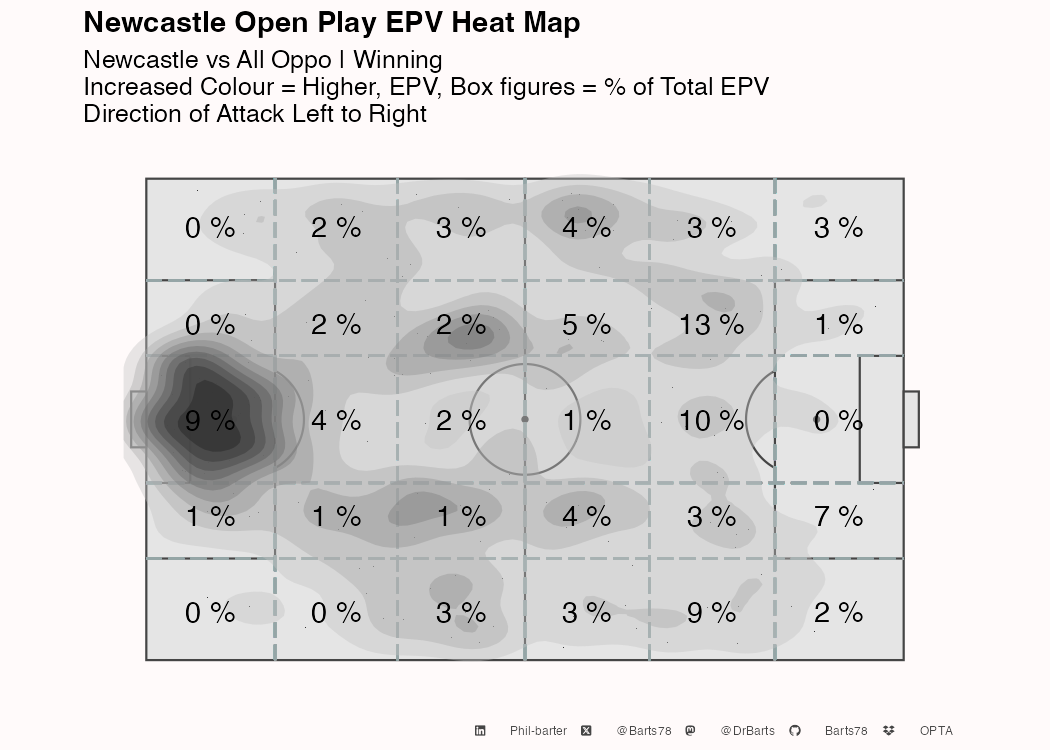 Newcastle Open Play EPV Heat Map
Newcastle vs All Oppo | Winning
Increased Colour = Higher, EPV, Box figures = % of Total EPV
Direction of Attack Left to Right
0 % 2 % 3 % 4 % 3 % 3 %
0 % 2 % 2 % 5 % 13 % 1 %
9 % 4 % 2 % 1 % 10 % 0 %
1 % 1 % 1 % 4 % 3 % 7 %
0 % 0 % 3 % 3 % 9 % 2 %
Phil-barter @Barts78 @DrBarts Barts78 OPTA